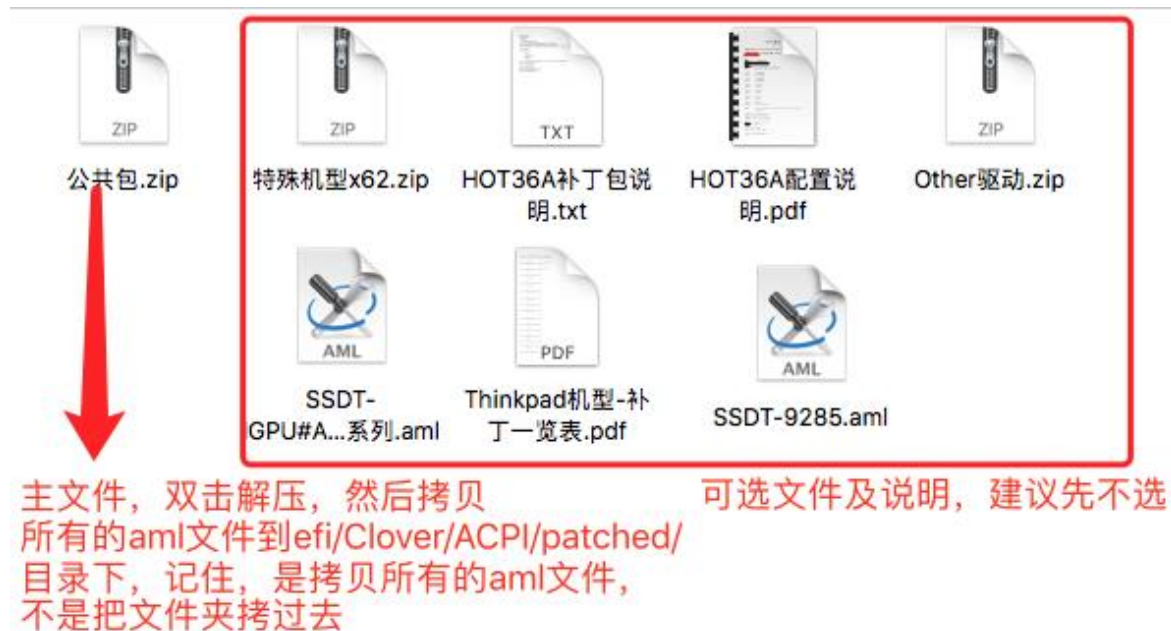 ZIP
ZIP
TXT
ZIP
公共包.zip
特殊机型x62.zip
HOT36A补丁包说
明.txt
HOT36A配置说
明.pdf
Other驱动.zip
AML
PDF
AML
SSDT-
GPU#A...系列.aml
Thinkpad机型-补
丁一览表.pdf
SSDT-9285.aml
主文件，双击解压，然后拷贝
所有的aml文件到efi/Clover/ACPI/patched/
目录下，记住，是拷贝所有的aml文件，
不是把文件夹拷过去
可选文件及说明，建议先不选